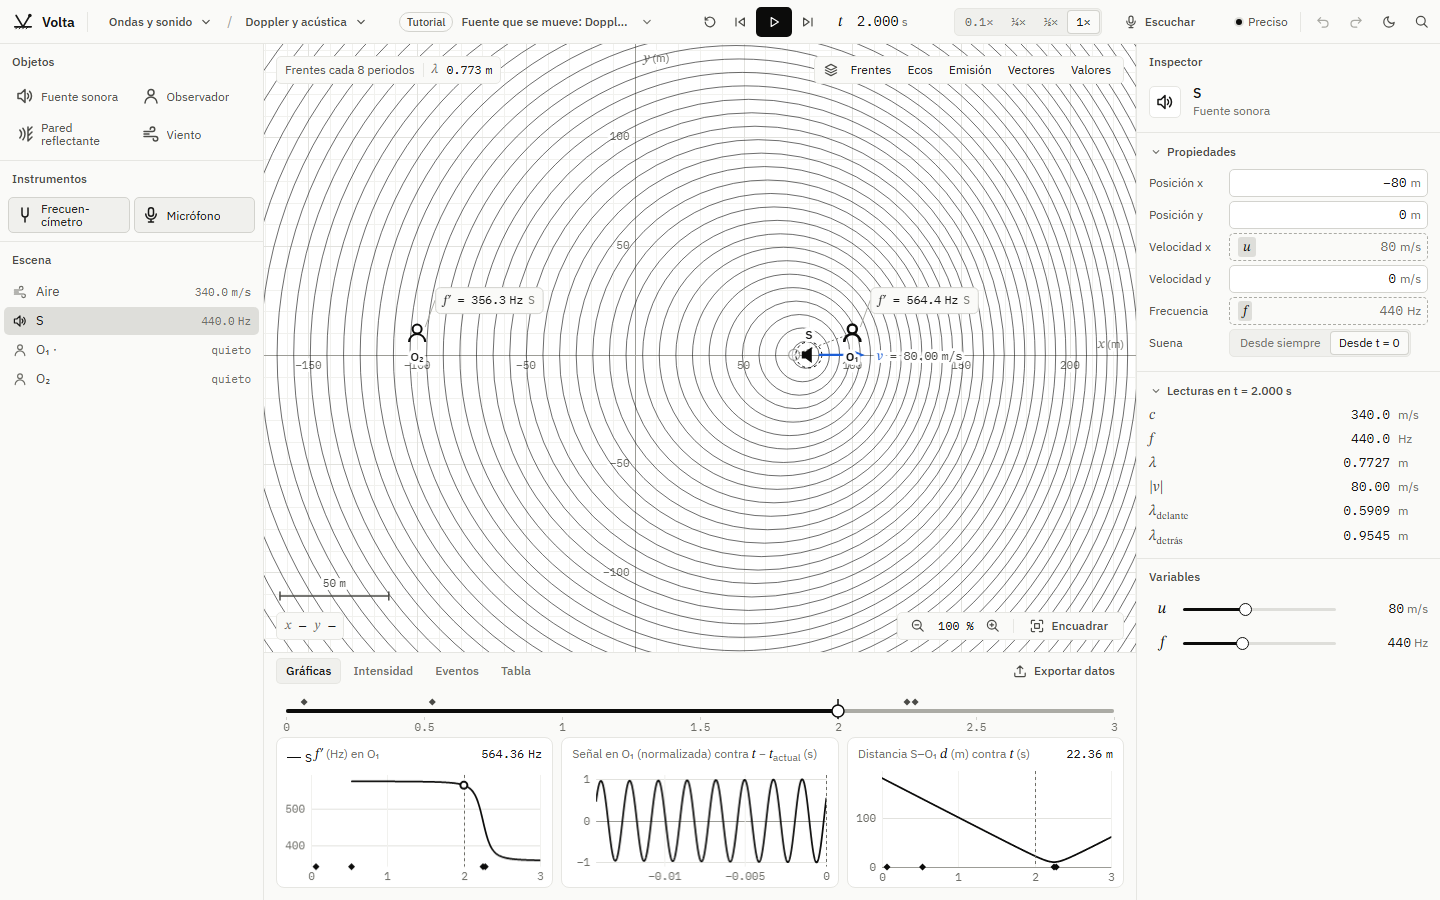 Volta
Ondas y sonido / Doppler y acústica
Tutorial Fuente que se mueve: Doppl…
t 2.000 s
0.1× ¼× ½× 1×
Escuchar
Preciso
Objetos
Fuente sonora
Observador
Pared reflectante
Viento
Instrumentos
Frecuen-
címetro
Micrófono
Escena
Aire 340.0 m/s
S 440.0 Hz
O₁ · quieto
O₂ quieto
Frentes cada 8 periodos λ 0.773 m
Frentes Ecos Emisión Vectores Valores
y (m)
100
50
f′ = 356.3 Hz S
f′ = 564.4 Hz S
S
O₂
O₁
v = 80.00 m/s
x (m)
−150 −100 −50 50 100 150 200
−50
−100
50 m
x − y −
100 %
Encuadrar
Gráficas Intensidad Eventos Tabla
Exportar datos
0 0.5 1 1.5 2 2.5 3
S f′ (Hz) en O₁ 564.36 Hz
500
400
0 1 2 3
Señal en O₁ (normalizada) contra t − tactual (s)
1
0
−1
−0.01 −0.005 0
Distancia S–O₁ d (m) contra t (s) 22.36 m
100
0
0 1 2 3
Inspector
S
Fuente sonora
Propiedades
Posición x −80 m
Posición y 0 m
Velocidad x u 80 m/s
Velocidad y 0 m/s
Frecuencia f 440 Hz
Suena Desde siempre Desde t = 0
Lecturas en t = 2.000 s
c 340.0 m/s
f 440.0 Hz
λ 0.7727 m
|v| 80.00 m/s
λdelante 0.5909 m
λdetrás 0.9545 m
Variables
u 80 m/s
f 440 Hz